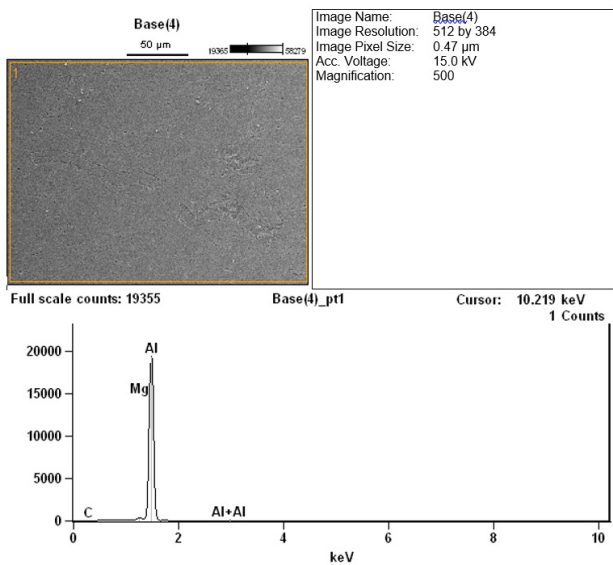 Base(4)
50 µm
19365 58279
1
Image Name: Base(4)
Image Resolution: 512 by 384
Image Pixel Size: 0.47 µm
Acc. Voltage: 15.0 kV
Magnification: 500
Full scale counts: 19355 Base(4)_pt1 Cursor: 10.219 keV
1 Counts
20000
15000
10000
5000
0
Al
Mg
C
Al+Al
0 2 4 6 8 10
keV